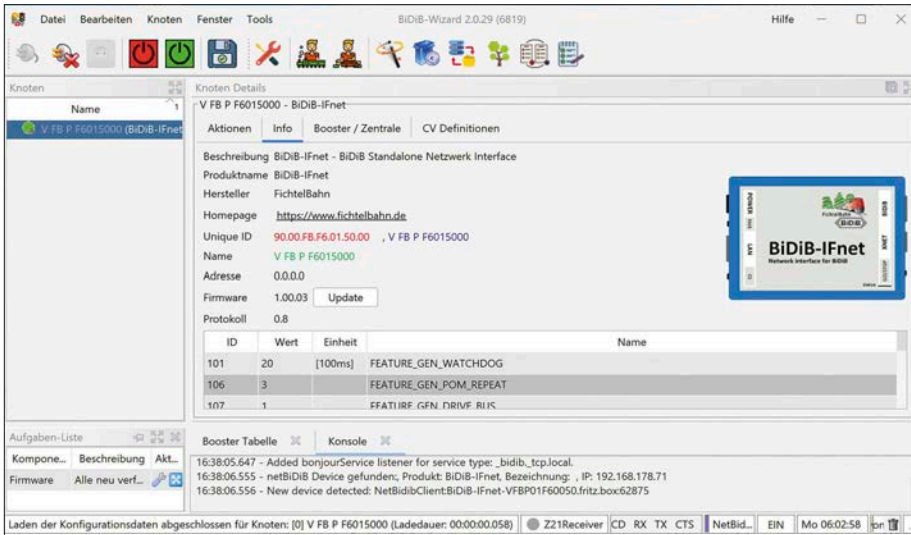 Datei Bearbeiten Knoten Fenster Tools BiDiB-Wizard 2.0.29 (6819) Hilfe
Knoten
Name 1
V FB P F6015000 (BiDiB-IFnet
Knoten Details
V FB P F6015000 - BiDiB-IFnet
Aktionen Info Booster / Zentrale CV Definitionen
Beschreibung BiDiB-IFnet - BiDiB Standalone Netzwerk Interface
Produktname BiDiB-IFnet
Hersteller FichtelBahn
Homepage https://www.fichtelbahn.de
Unique ID 90.00.FB.F6.01.50.00 , V FB P F6015000
Name V FB P F6015000
Adresse 0.0.0.0
Firmware 1.00.03 Update
Protokoll 0.8
POWER
LAN
FichtelBahn
BiDiB
BiDiB-IFnet
Network interface for BiDiB
BIDIB
XNET
STATUS
ID Wert Einheit Name
101 20 [100ms] FEATURE_GEN_WATCHDOG
106 3 FEATURE_GEN_POM_REPEAT
107 1 FEATURE_GEN_DRIVE_BUS
Aufgaben-Liste
Kompone... Beschreibung Akt...
Firmware Alle neu verf...
Booster Tabelle Konsole
16:38:05.647 - Added bonjourService listener for service type: _bidib._tcp.local.
16:38:06.555 - netBiDiB Device gefunden:, Produkt: BiDiB-IFnet, Bezeichnung: , IP: 192.168.178.71
16:38:06.556 - New device detected: NetBidibClient:BiDiB-IFnet-VFBP01F60050.fritz.box:62875
Laden der Konfigurationsdaten abgeschlossen für Knoten: [0] V FB P F6015000 (Ladedauer: 00:00:00.058) Z21Receiver CD RX TX CTS NetBid... EIN Mo 06:02:58